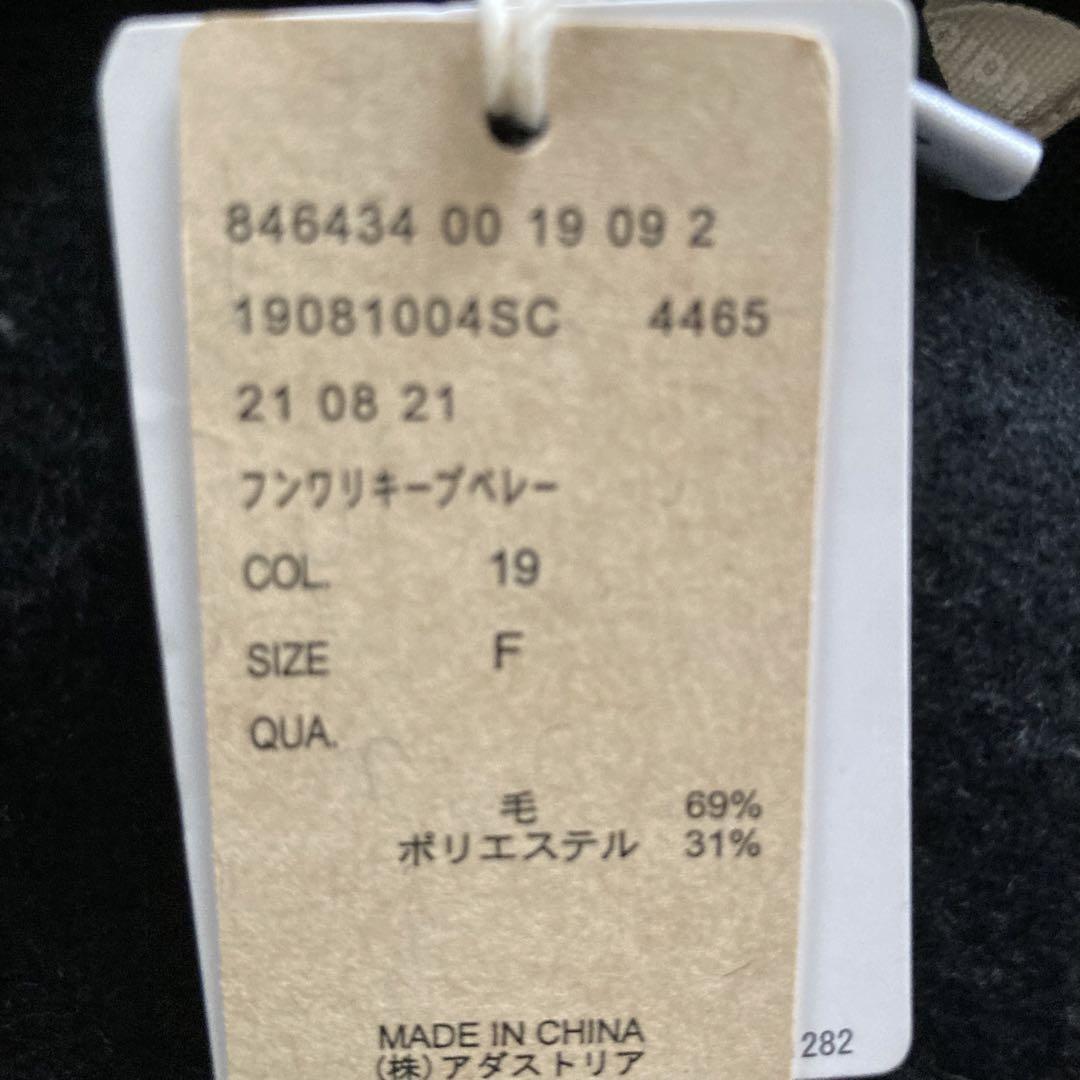 846434 00 19 09 2
19081004SC 4465
21 08 21
フンワリキープベレー
COL. 19
SIZE F
QUA.
毛 69%
ポリエステル 31%
MADE IN CHINA
(株)アダストリア
282